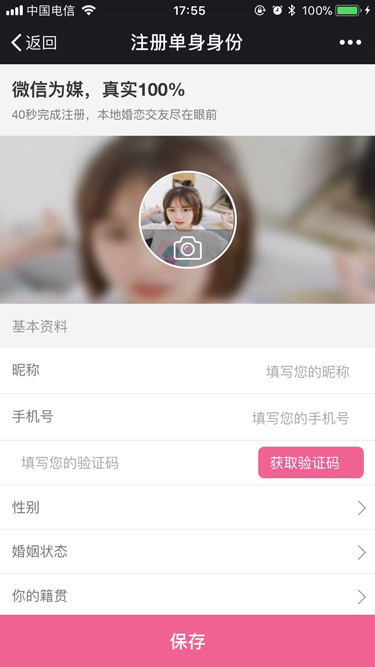 中国电信 17:55 100%
返回 注册单身身份
微信为媒，真实100%
40秒完成注册，本地婚恋交友尽在眼前
基本资料
昵称 填写您的昵称
手机号 填写您的手机号
填写您的验证码 获取验证码
性别
婚姻状态
你的籍贯
保存